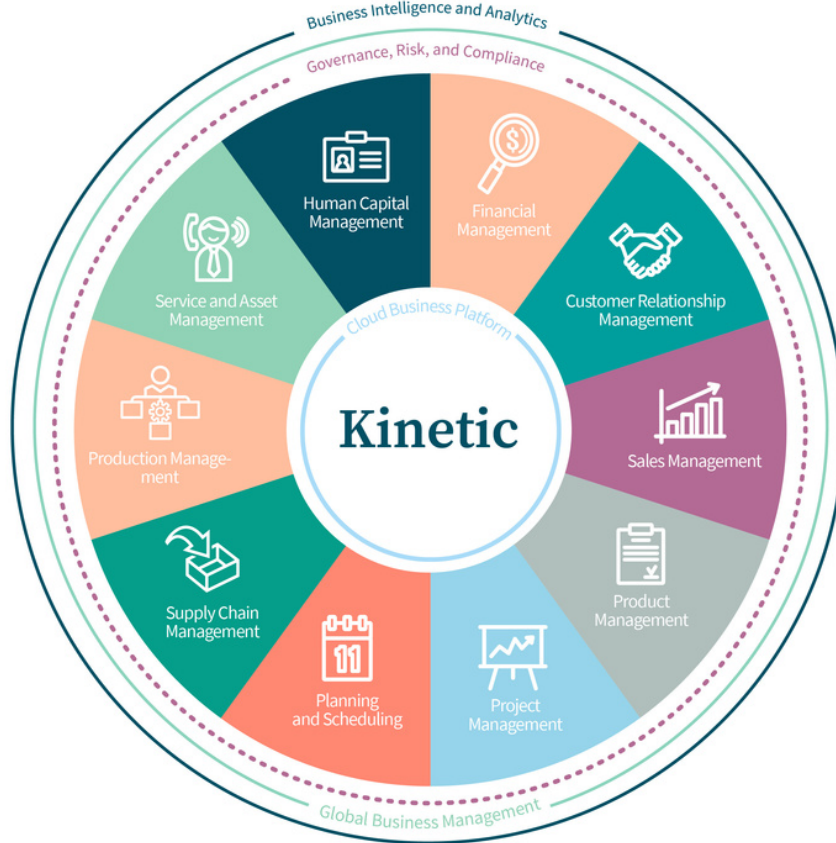 Business Intelligence and Analytics
Governance, Risk, and Compliance
Human Capital
Management
Financial
Management
Customer Relationship
Management
Sales Management
Product
Management
Project
Management
11
Planning
and Scheduling
Supply Chain
Management
Production Manage-
ment
Service and Asset
Management
$
Cloud Business Platform
Kinetic
Global Business Management